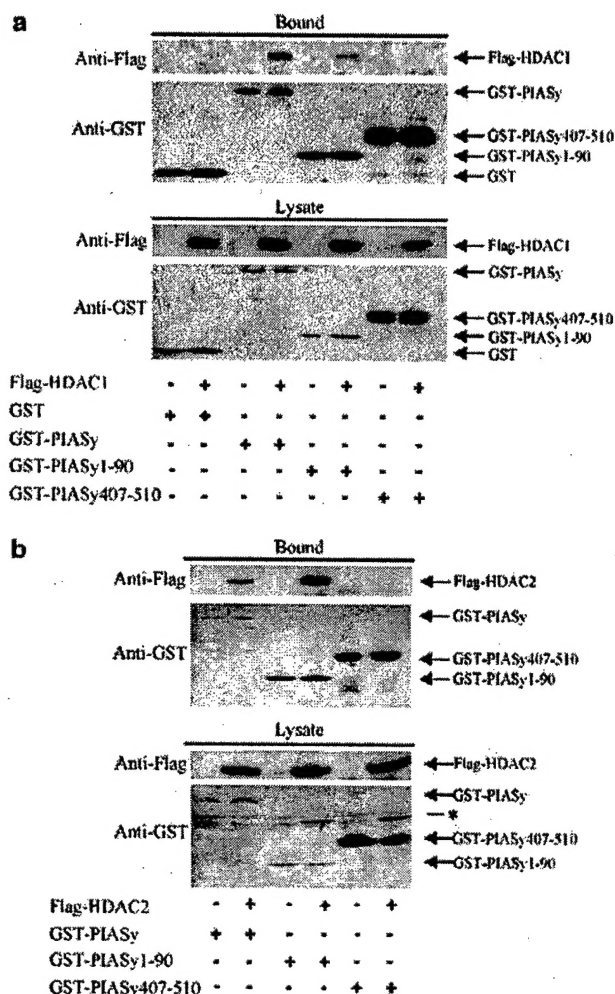 a
Bound
Anti-Flag
Flag-HDAC1
GST-PIASy
Anti-GST
GST-PIASy407-510
GST-PIASy1-90
GST
Lysate
Anti-Flag
Flag-HDAC1
GST-PIASy
Anti-GST
GST-PIASy407-510
GST-PIASy1-90
GST
Flag-HDAC1 - + - + - + - +
GST + + - - - - - -
GST-PIASy - - + + - - - -
GST-PIASy1-90 - - - - + + - -
GST-PIASy407-510 - - - - - - + +
b
Bound
Anti-Flag
Flag-HDAC2
GST-PIASy
Anti-GST
GST-PIASy407-510
GST-PIASy1-90
Lysate
Anti-Flag
Flag-HDAC2
GST-PIASy
*
Anti-GST
GST-PIASy407-510
GST-PIASy1-90
Flag-HDAC2 - + - + - +
GST-PIASy + + - - - -
GST-PIASy1-90 - - + + - -
GST-PIASy407-510 - - - - + +